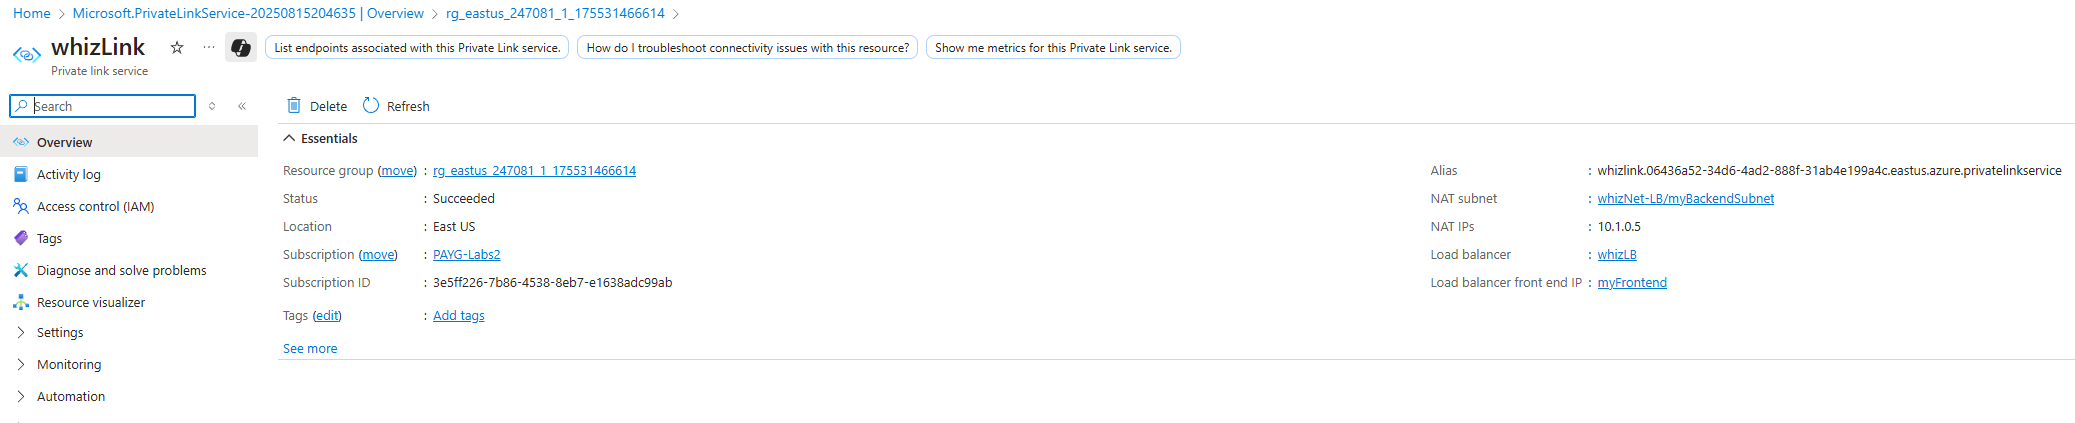 Home > Microsoft.PrivateLinkService-20250815204635 | Overview > rg_eastus_247081_1_175531466614 >
whizLink
Private link service
List endpoints associated with this Private Link service.
How do I troubleshoot connectivity issues with this resource?
Show me metrics for this Private Link service.
Search
Overview
Activity log
Access control (IAM)
Tags
Diagnose and solve problems
Resource visualizer
Settings
Monitoring
Automation
Delete
Refresh
Essentials
Resource group (move) : rg_eastus_247081_1_175531466614
Status : Succeeded
Location : East US
Subscription (move) : PAYG-Labs2
Subscription ID : 3e5ff226-7b86-4538-8eb7-e1638adc99ab
Tags (edit) : Add tags
See more
Alias : whizlink.06436a52-34d6-4ad2-888f-31ab4e199a4c.eastus.azure.privatelinkservice
NAT subnet : whizNet-LB/myBackendSubnet
NAT IPs : 10.1.0.5
Load balancer : whizLB
Load balancer front end IP : myFrontend